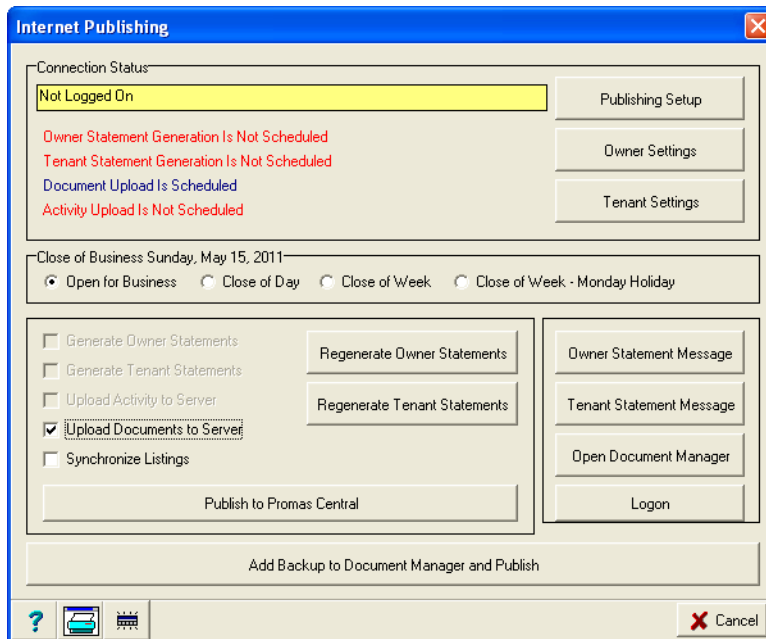 Internet Publishing
Connection Status
Not Logged On
Publishing Setup
Owner Statement Generation Is Not Scheduled
Tenant Statement Generation Is Not Scheduled
Owner Settings
Document Upload Is Scheduled
Activity Upload Is Not Scheduled
Tenant Settings
Close of Business Sunday, May 15, 2011
Open for Business Close of Day Close of Week Close of Week - Monday Holiday
Generate Owner Statements
Generate Tenant Statements
Upload Activity to Server
Upload Documents to Server
Synchronize Listings
Regenerate Owner Statements
Regenerate Tenant Statements
Publish to Promas Central
Owner Statement Message
Tenant Statement Message
Open Document Manager
Logon
Add Backup to Document Manager and Publish
Cancel